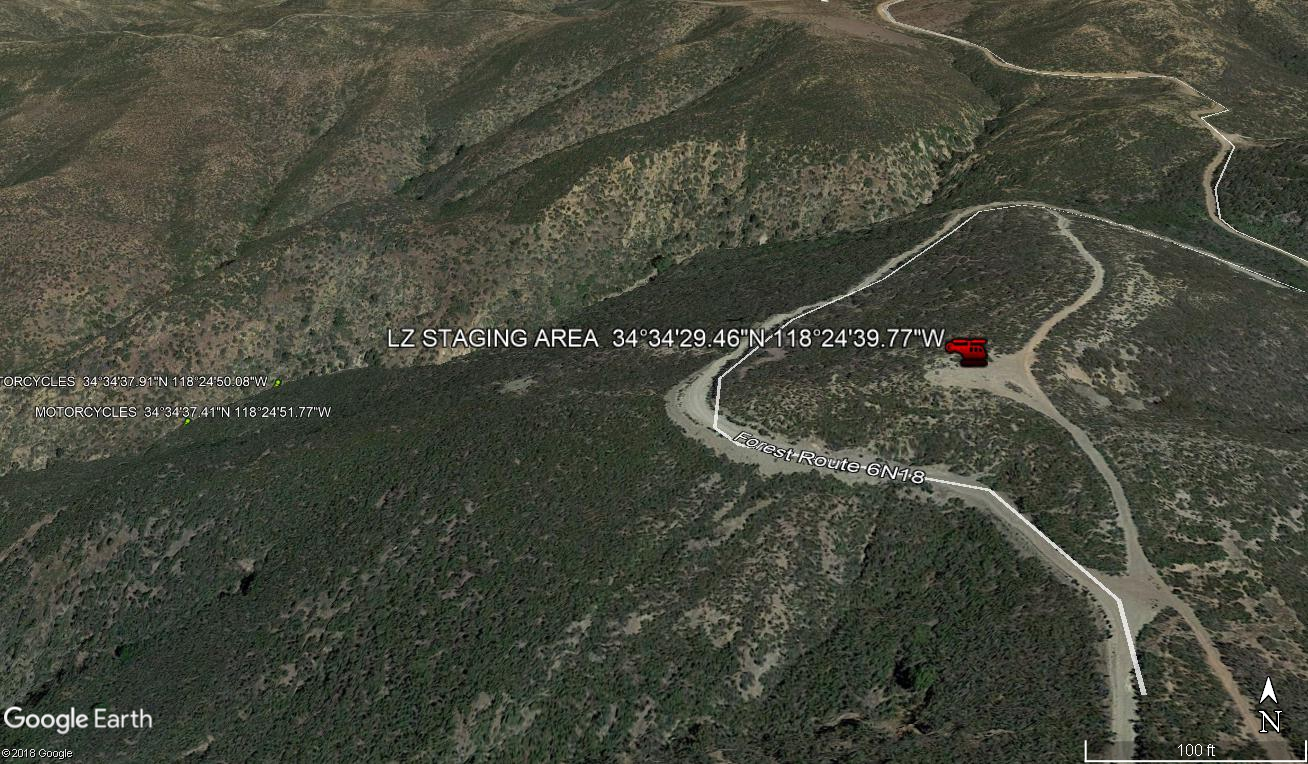 LZ STAGING AREA 34°34'29.46"N 118°24'39.77"W
TORCYCLES 34°34'37.91"N 118°24'50.08"W
MOTORCYCLES 34°34'37.41"N 118°24'51.77"W
Forest Route 6N18
N
Google Earth
100 ft
©2018 Google